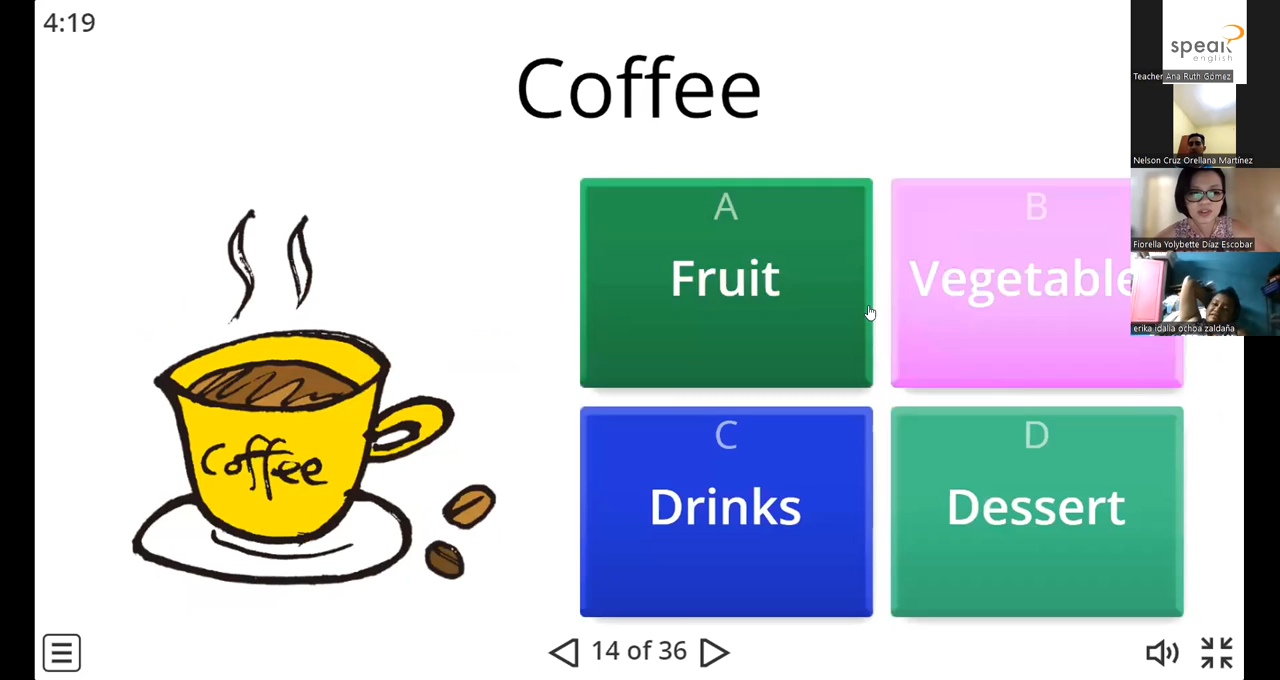 4:19
Coffee
A
Fruit
B
Vegetable
C
Drinks
D
Dessert
Coffee
14 of 36
speak
english
Teacher Ana Ruth Gómez
Nelson Cruz Orellana Martínez
Fiorella Yolybette Díaz Escobar
erika idalia ochoa zaldaña